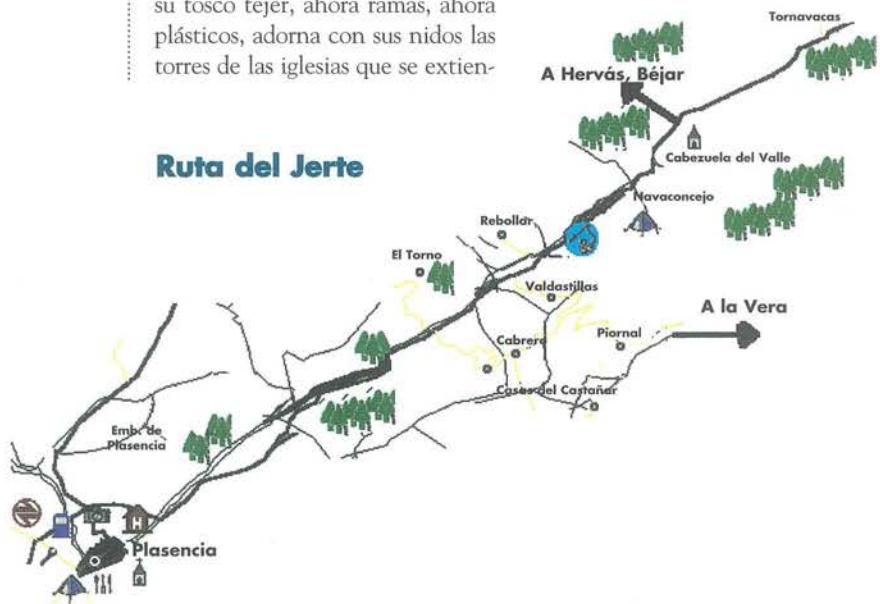 su tosco tejer, ahora ramas, ahora
plásticos, adorna con sus nidos las
torres de las iglesias que se extien-
Tornavacas
A Hervás, Béjar
Ruta del Jerte
Cabezuela del Valle
Navaconcejo
Rebollar
El Torno
Valdastillas
A la Vera
Cabrero
Piornal
Casas del Castañar
Emb. de
Plasencia
H
Plasencia